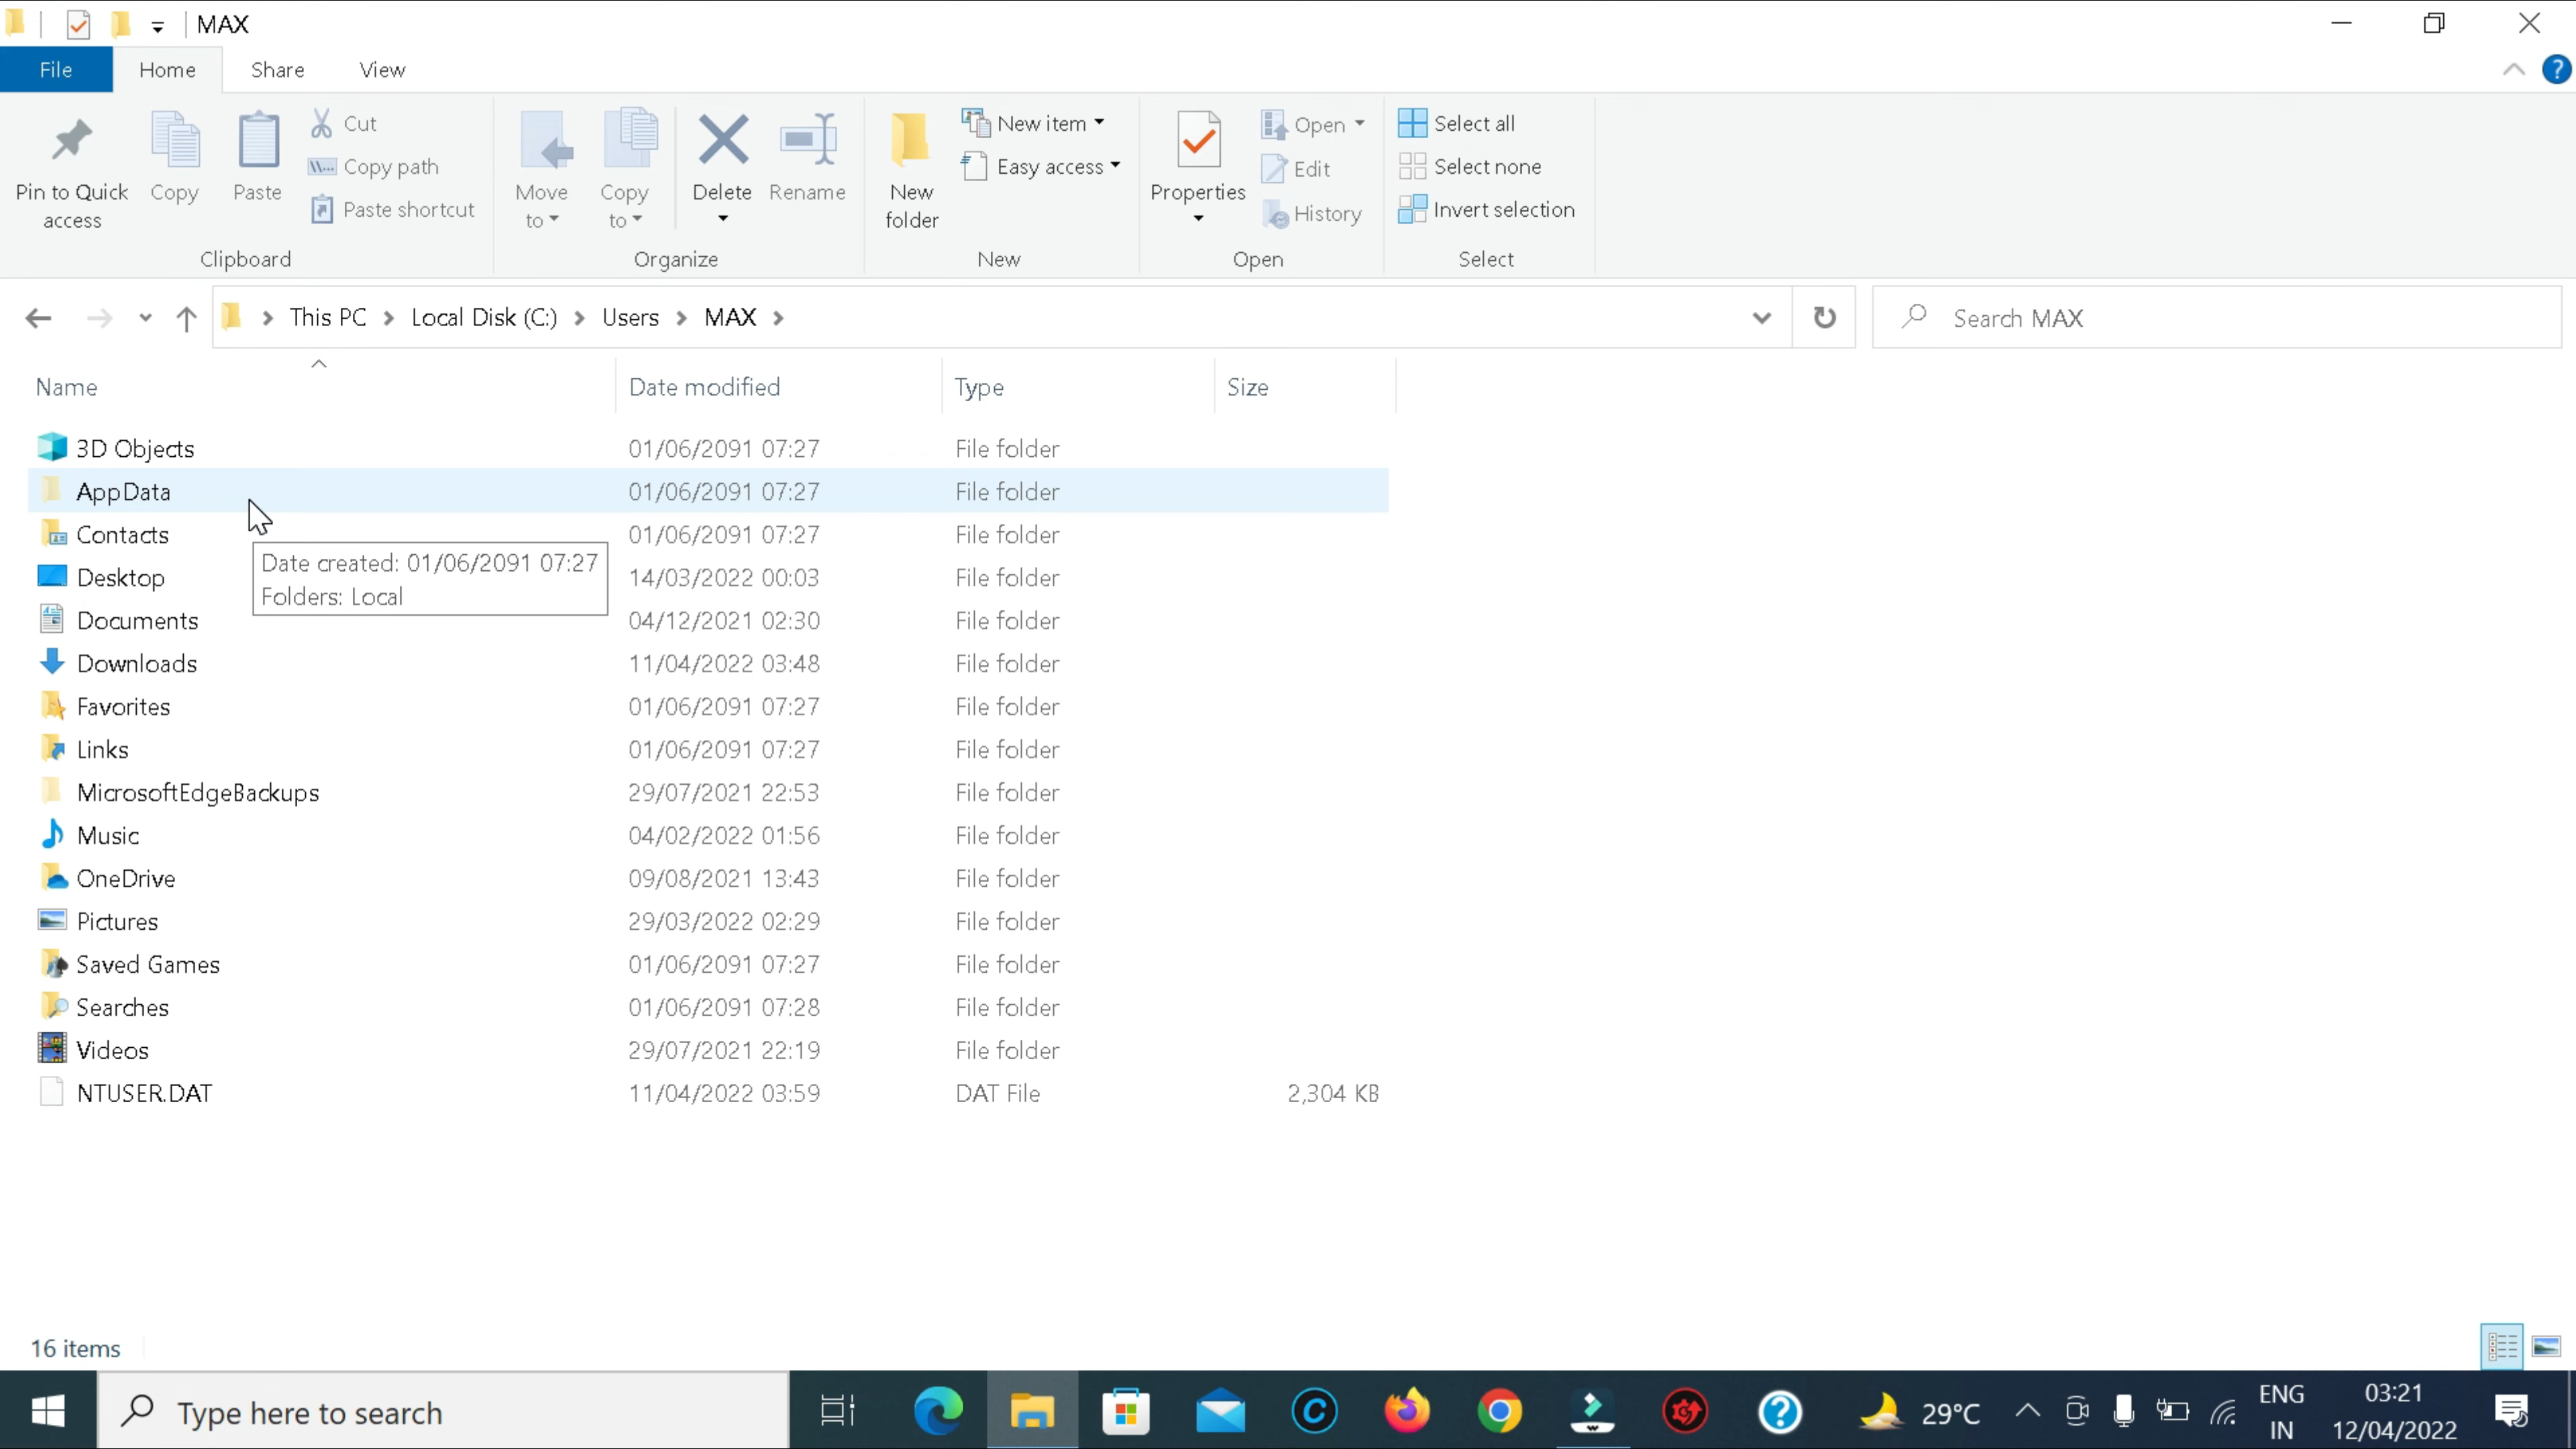 MAX
File Home Share View
Pin to Quick access
Copy
Paste
Cut
Copy path
Paste shortcut
Clipboard
Move to
Copy to
Delete
Rename
Organize
New folder
New item
Easy access
New
Properties
Open
Edit
History
Open
Select all
Select none
Invert selection
Select
This PC Local Disk (C:) Users MAX
Search MAX
Name Date modified Type Size
3D Objects 01/06/2091 07:27 File folder
AppData 01/06/2091 07:27 File folder
Contacts 01/06/2091 07:27 File folder
Date created: 01/06/2091 07:27
Folders: Local
Desktop 14/03/2022 00:03 File folder
Documents 04/12/2021 02:30 File folder
Downloads 11/04/2022 03:48 File folder
Favorites 01/06/2091 07:27 File folder
Links 01/06/2091 07:27 File folder
MicrosoftEdgeBackups 29/07/2021 22:53 File folder
Music 04/02/2022 01:56 File folder
OneDrive 09/08/2021 13:43 File folder
Pictures 29/03/2022 02:29 File folder
Saved Games 01/06/2091 07:27 File folder
Searches 01/06/2091 07:28 File folder
Videos 29/07/2021 22:19 File folder
NTUSER.DAT 11/04/2022 03:59 DAT File 2,304 KB
16 items
Type here to search
29°C
ENG
IN
03:21
12/04/2022